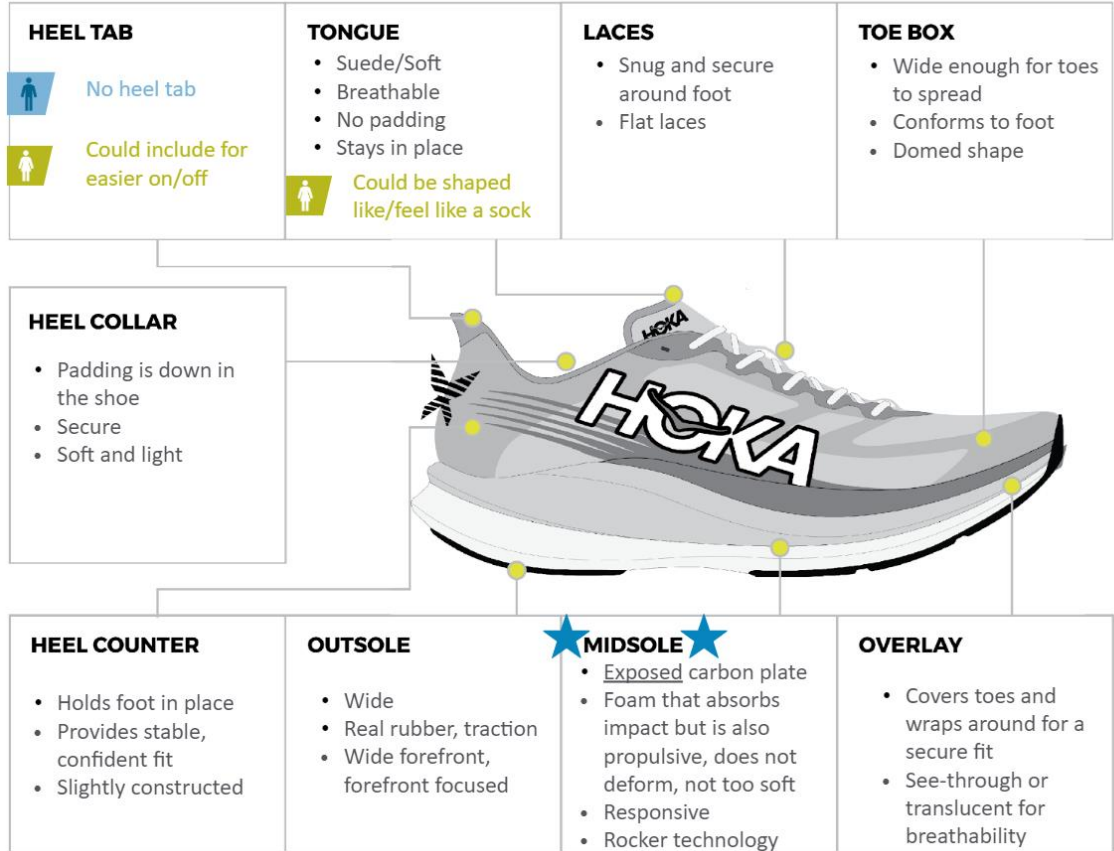 HEEL TAB
No heel tab
Could include for
easier on/off
TONGUE
• Suede/Soft
• Breathable
• No padding
• Stays in place
Could be shaped
like/feel like a sock
LACES
• Snug and secure
around foot
• Flat laces
TOE BOX
• Wide enough for toes
to spread
• Conforms to foot
• Domed shape
HEEL COLLAR
• Padding is down in
the shoe
• Secure
• Soft and light
HOKA
HOKA
HEEL COUNTER
• Holds foot in place
• Provides stable,
confident fit
• Slightly constructed
OUTSOLE
• Wide
• Real rubber, traction
• Wide forefront,
forefront focused
MIDSOLE
• Exposed carbon plate
• Foam that absorbs
impact but is also
propulsive, does not
deform, not too soft
• Responsive
• Rocker technology
OVERLAY
• Covers toes and
wraps around for a
secure fit
• See-through or
translucent for
breathability